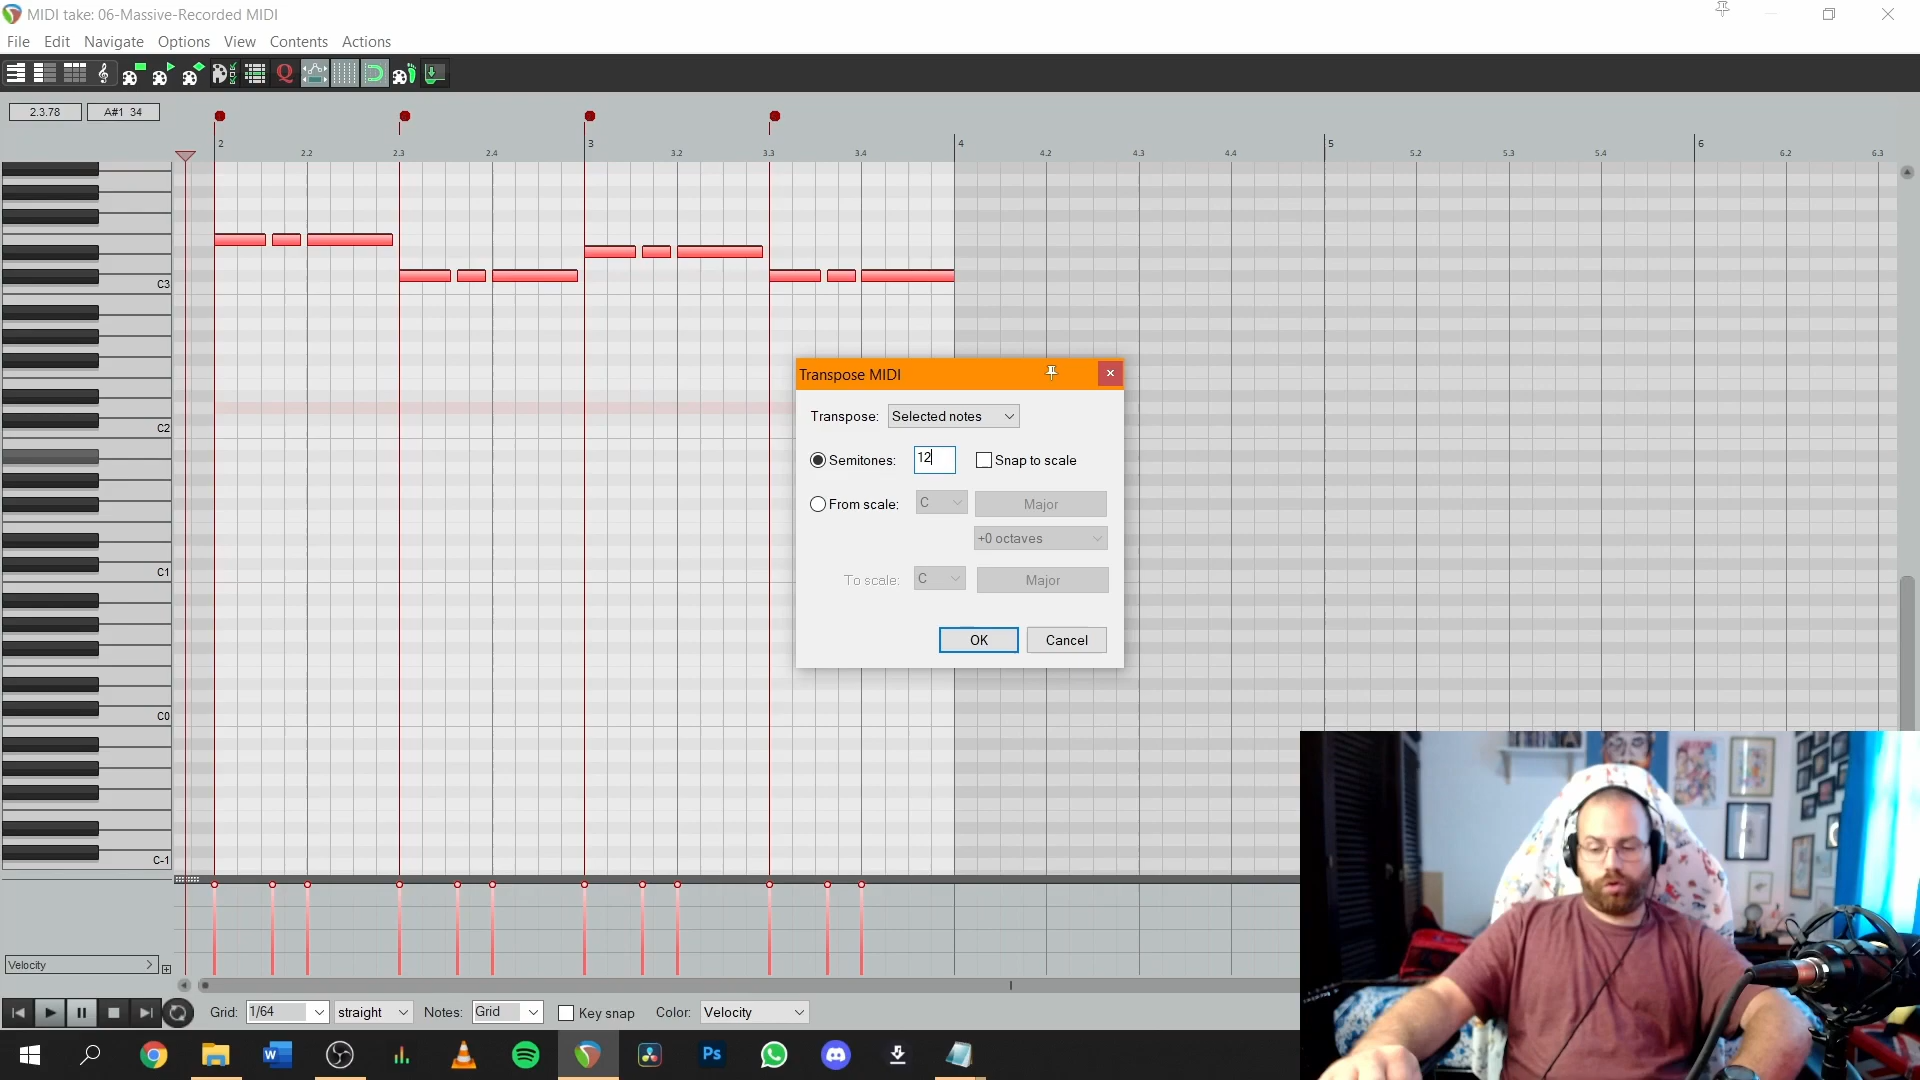 MIDI take: 06-Massive-Recorded MIDI
File Edit Navigate Options View Contents Actions
Q
2.3.78 A#1 34
2 2.2 2.3 2.4 3 3.2 3.3 3.4 4 4.2 4.3 4.4 5 5.2 5.3 5.4 6 6.2 6.3
C3
C2
C1
C0
C-1
Transpose MIDI
Transpose: Selected notes
Semitones: 12 Snap to scale
From scale: C Major
+0 octaves
To scale: C Major
OK Cancel
Velocity
Grid: 1/64 straight Notes: Grid Key snap Color: Velocity
W Ps